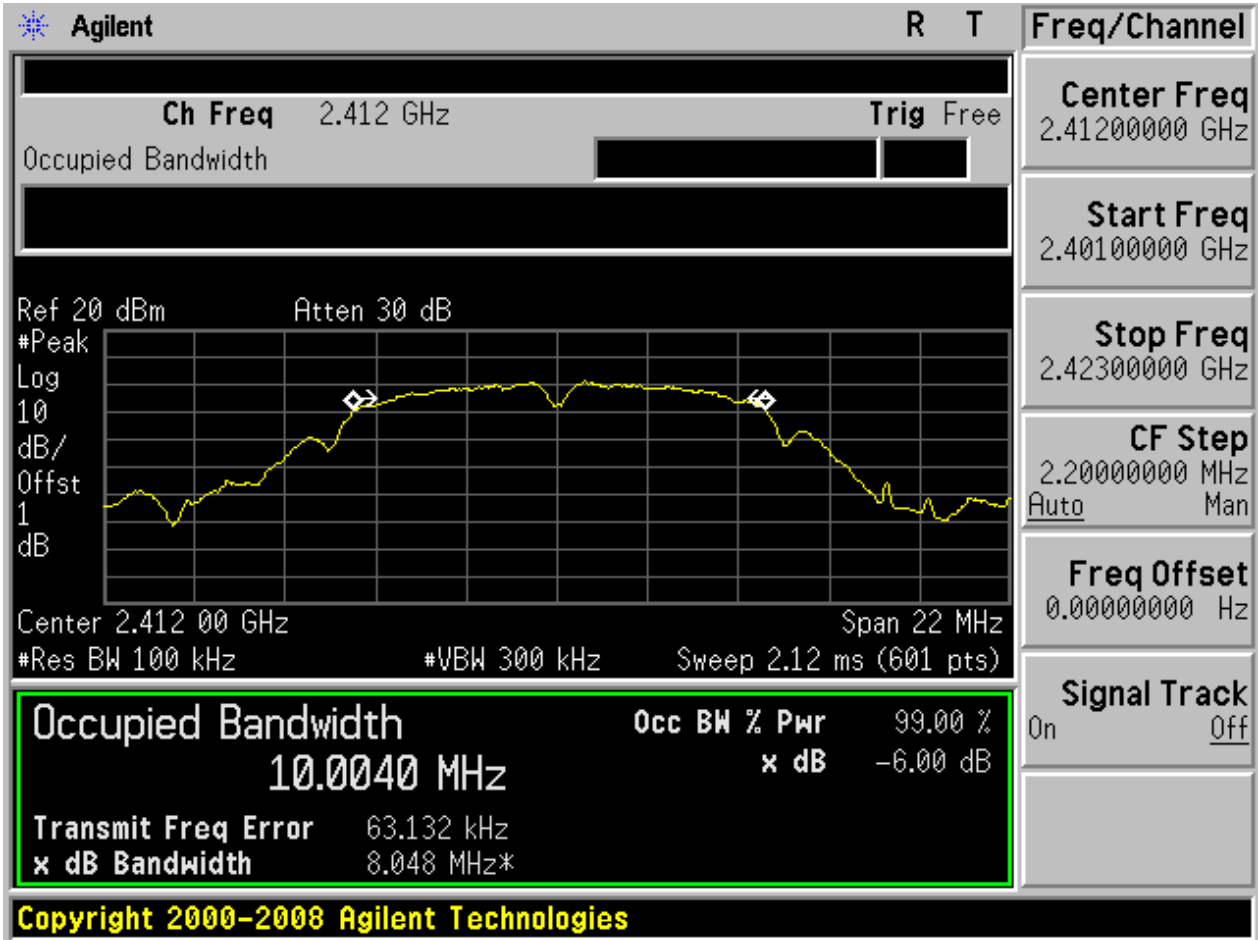 Agilent R T Freq/Channel
Ch Freq 2.412 GHz Trig Free
Occupied Bandwidth
Center Freq
2.41200000 GHz
Start Freq
2.40100000 GHz
Stop Freq
2.42300000 GHz
CF Step
2.20000000 MHz
Auto Man
Freq Offset
0.00000000 Hz
Signal Track
On Off
Ref 20 dBm Atten 30 dB
#Peak
Log
10
dB/
Offst
1
dB
Center 2.412 00 GHz Span 22 MHz
#Res BW 100 kHz #VBW 300 kHz Sweep 2.12 ms (601 pts)
Occupied Bandwidth Occ BW % Pwr 99.00 %
10.0040 MHz x dB -6.00 dB
Transmit Freq Error 63.132 kHz
x dB Bandwidth 8.048 MHz*
Copyright 2000-2008 Agilent Technologies